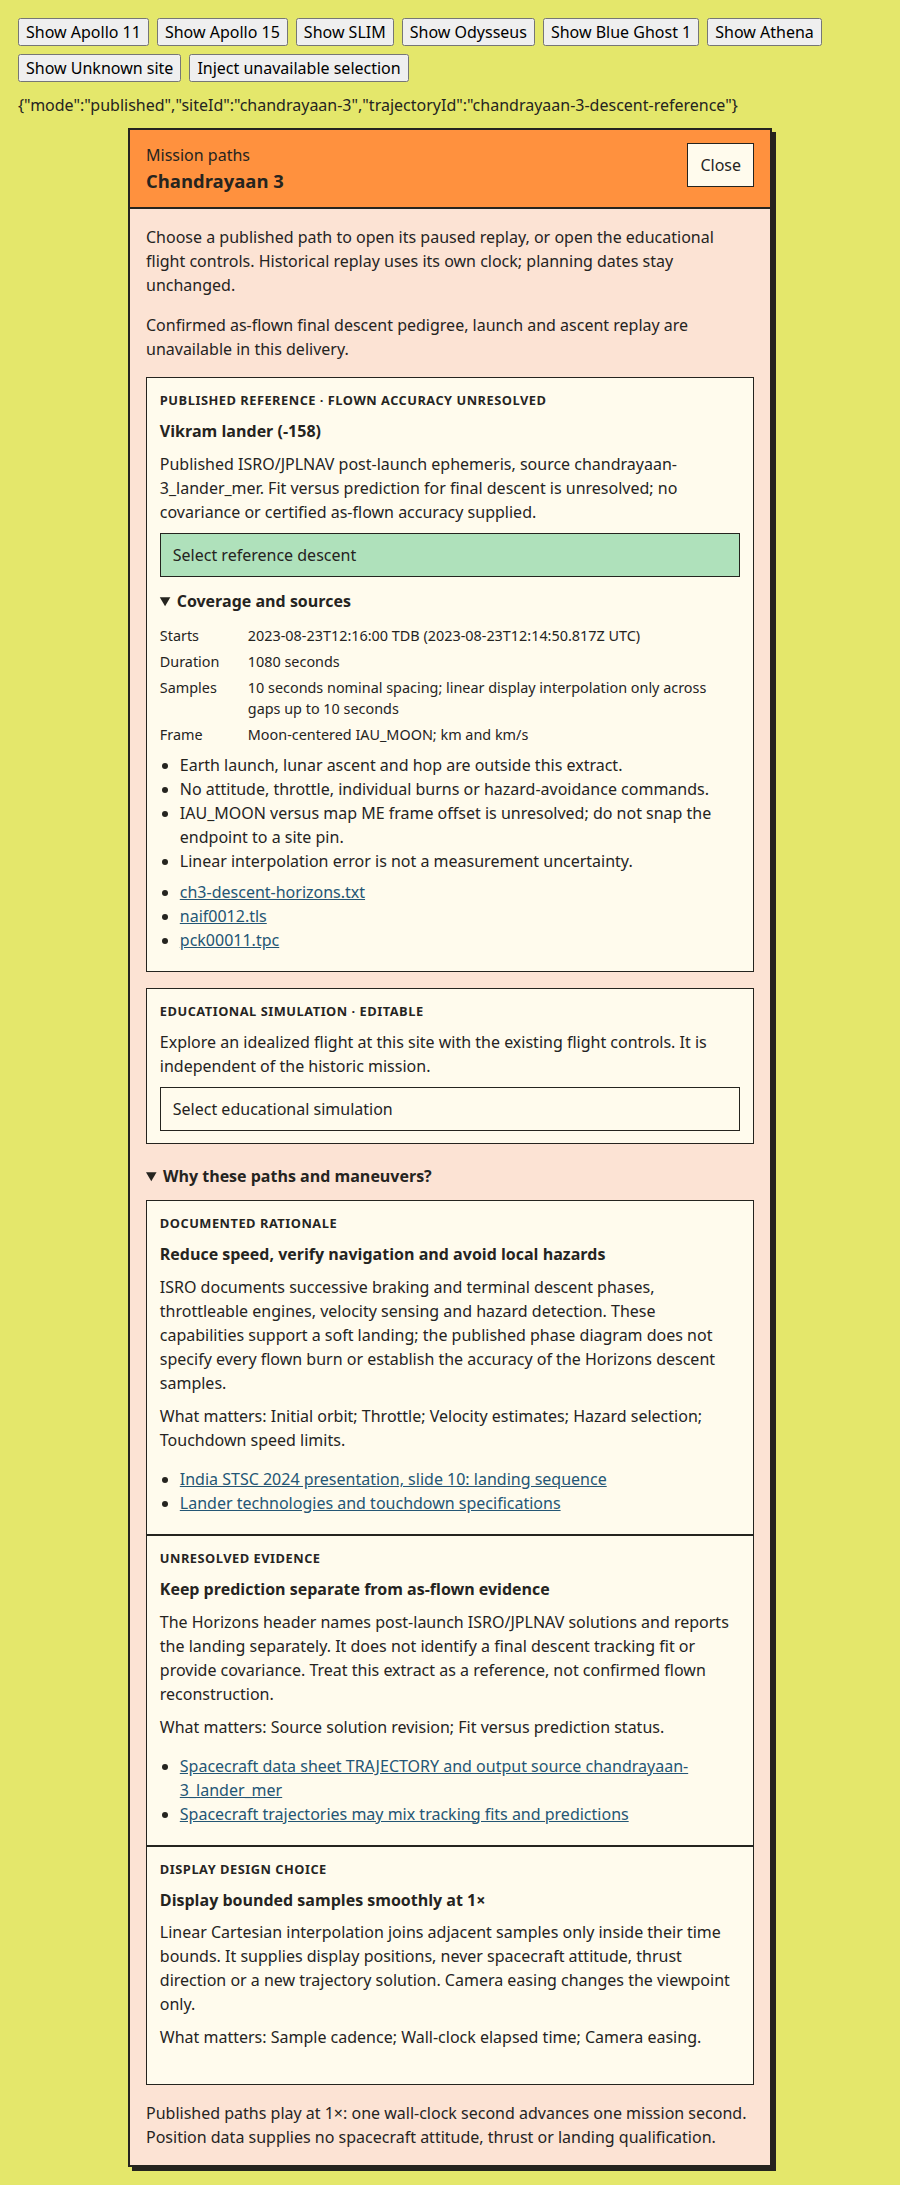 Show Apollo 11
Show Apollo 15
Show SLIM
Show Odysseus
Show Blue Ghost 1
Show Athena
Show Unknown site
Inject unavailable selection
{"mode":"published","siteId":"chandrayaan-3","trajectoryId":"chandrayaan-3-descent-reference"}
Mission paths
Chandrayaan 3
Close
Choose a published path to open its paused replay, or open the educational
flight controls. Historical replay uses its own clock; planning dates stay
unchanged.
Confirmed as-flown final descent pedigree, launch and ascent replay are
unavailable in this delivery.
PUBLISHED REFERENCE · FLOWN ACCURACY UNRESOLVED
Vikram lander (-158)
Published ISRO/JPLNAV post-launch ephemeris, source chandrayaan-
3_lander_mer. Fit versus prediction for final descent is unresolved; no
covariance or certified as-flown accuracy supplied.
Select reference descent
▼ Coverage and sources
Starts 2023-08-23T12:16:00 TDB (2023-08-23T12:14:50.817Z UTC)
Duration 1080 seconds
Samples 10 seconds nominal spacing; linear display interpolation only across
gaps up to 10 seconds
Frame Moon-centered IAU_MOON; km and km/s
• Earth launch, lunar ascent and hop are outside this extract.
• No attitude, throttle, individual burns or hazard-avoidance commands.
• IAU_MOON versus map ME frame offset is unresolved; do not snap the
endpoint to a site pin.
• Linear interpolation error is not a measurement uncertainty.
• ch3-descent-horizons.txt
• naif0012.tls
• pck00011.tpc
EDUCATIONAL SIMULATION · EDITABLE
Explore an idealized flight at this site with the existing flight controls. It is
independent of the historic mission.
Select educational simulation
▼ Why these paths and maneuvers?
DOCUMENTED RATIONALE
Reduce speed, verify navigation and avoid local hazards
ISRO documents successive braking and terminal descent phases,
throttleable engines, velocity sensing and hazard detection. These
capabilities support a soft landing; the published phase diagram does not
specify every flown burn or establish the accuracy of the Horizons descent
samples.
What matters: Initial orbit; Throttle; Velocity estimates; Hazard selection;
Touchdown speed limits.
• India STSC 2024 presentation, slide 10: landing sequence
• Lander technologies and touchdown specifications
UNRESOLVED EVIDENCE
Keep prediction separate from as-flown evidence
The Horizons header names post-launch ISRO/JPLNAV solutions and reports
the landing separately. It does not identify a final descent tracking fit or
provide covariance. Treat this extract as a reference, not confirmed flown
reconstruction.
What matters: Source solution revision; Fit versus prediction status.
• Spacecraft data sheet TRAJECTORY and output source chandrayaan-
3_lander_mer
• Spacecraft trajectories may mix tracking fits and predictions
DISPLAY DESIGN CHOICE
Display bounded samples smoothly at 1×
Linear Cartesian interpolation joins adjacent samples only inside their time
bounds. It supplies display positions, never spacecraft attitude, thrust
direction or a new trajectory solution. Camera easing changes the viewpoint
only.
What matters: Sample cadence; Wall-clock elapsed time; Camera easing.
Published paths play at 1×: one wall-clock second advances one mission second.
Position data supplies no spacecraft attitude, thrust or landing qualification.